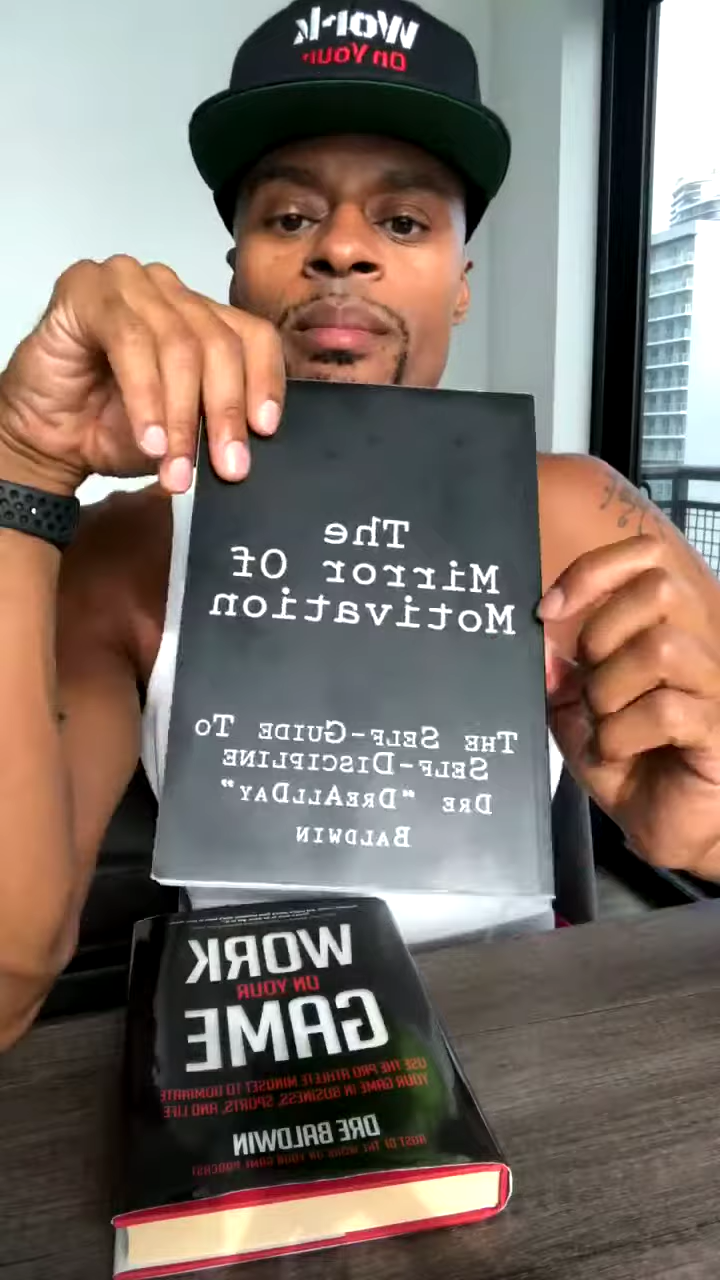 Work
On Your
The
Mirror Of
Motivation
The Self-Guide To
Self-Discipline
Dre "DreAllDay"
Baldwin
WORK
ON YOUR
GAME
USE THE PRO ATHLETE MINDSET TO DOMINATE
YOUR GAME IN BUSINESS, SPORTS, AND LIFE
DRE BALDWIN
HOST OF THE WORK ON YOUR GAME PODCAST